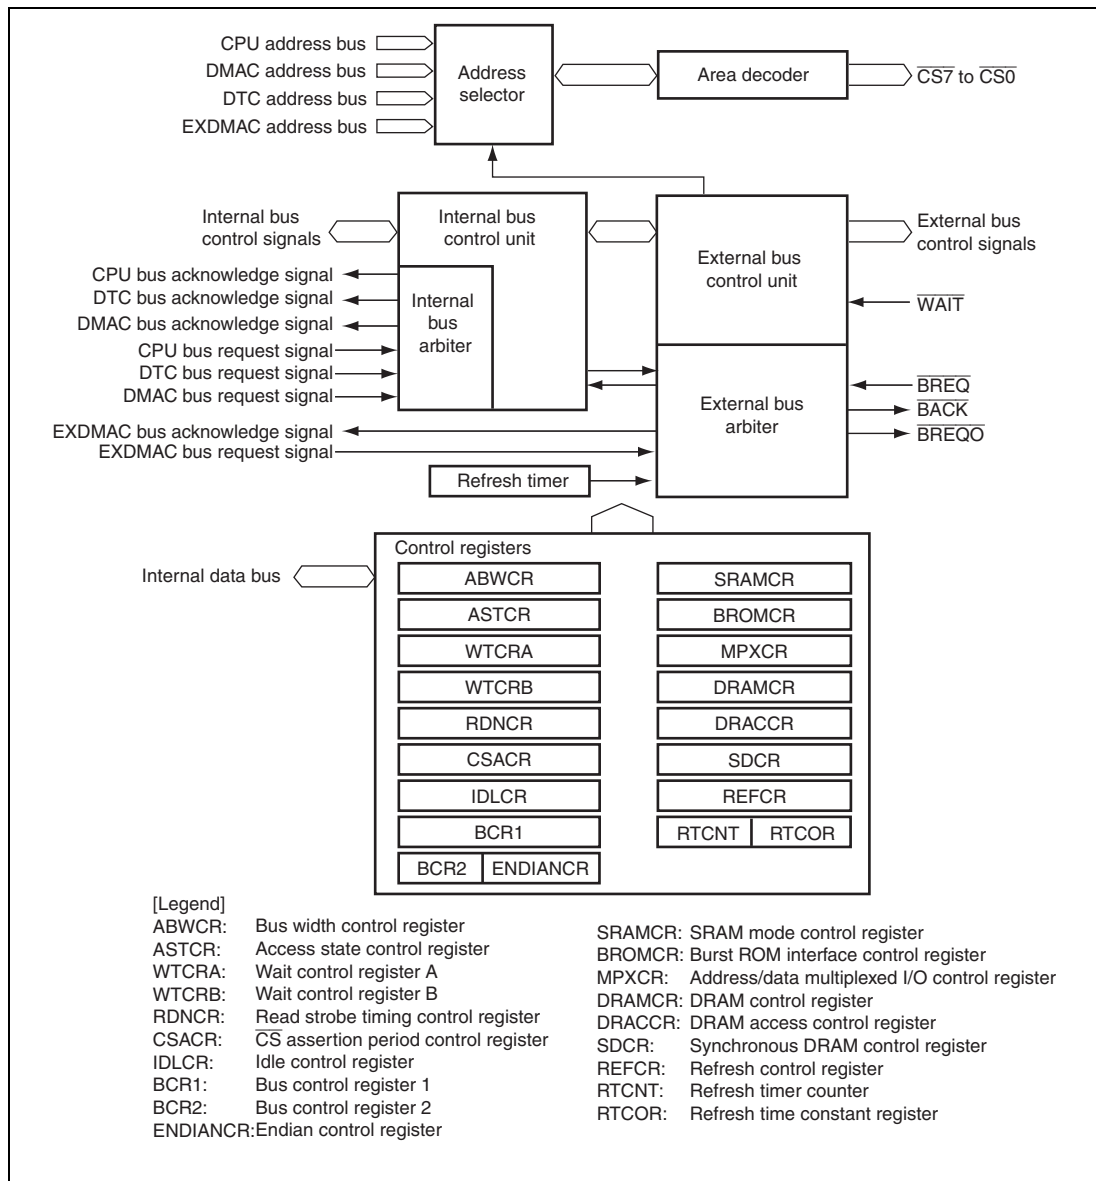 CPU address bus
DMAC address bus
DTC address bus
EXDMAC address bus
Address
selector
Area decoder
C̅S̅7̅ to C̅S̅0̅
Internal bus
control signals
Internal bus
control unit
External bus
control unit
External bus
control signals
CPU bus acknowledge signal
DTC bus acknowledge signal
DMAC bus acknowledge signal
CPU bus request signal
DTC bus request signal
DMAC bus request signal
Internal
bus
arbiter
W̅A̅I̅T̅
External bus
arbiter
B̅R̅E̅Q̅
B̅A̅C̅K̅
B̅R̅E̅Q̅O̅
EXDMAC bus acknowledge signal
EXDMAC bus request signal
Refresh timer
Internal data bus
Control registers
ABWCR
ASTCR
WTCRA
WTCRB
RDNCR
CSACR
IDLCR
BCR1
BCR2 ENDIANCR
SRAMCR
BROMCR
MPXCR
DRAMCR
DRACCR
SDCR
REFCR
RTCNT RTCOR
[Legend]
ABWCR: Bus width control register
ASTCR: Access state control register
WTCRA: Wait control register A
WTCRB: Wait control register B
RDNCR: Read strobe timing control register
CSACR: C̅S̅ assertion period control register
IDLCR: Idle control register
BCR1: Bus control register 1
BCR2: Bus control register 2
ENDIANCR: Endian control register
SRAMCR: SRAM mode control register
BROMCR: Burst ROM interface control register
MPXCR: Address/data multiplexed I/O control register
DRAMCR: DRAM control register
DRACCR: DRAM access control register
SDCR: Synchronous DRAM control register
REFCR: Refresh control register
RTCNT: Refresh timer counter
RTCOR: Refresh time constant register